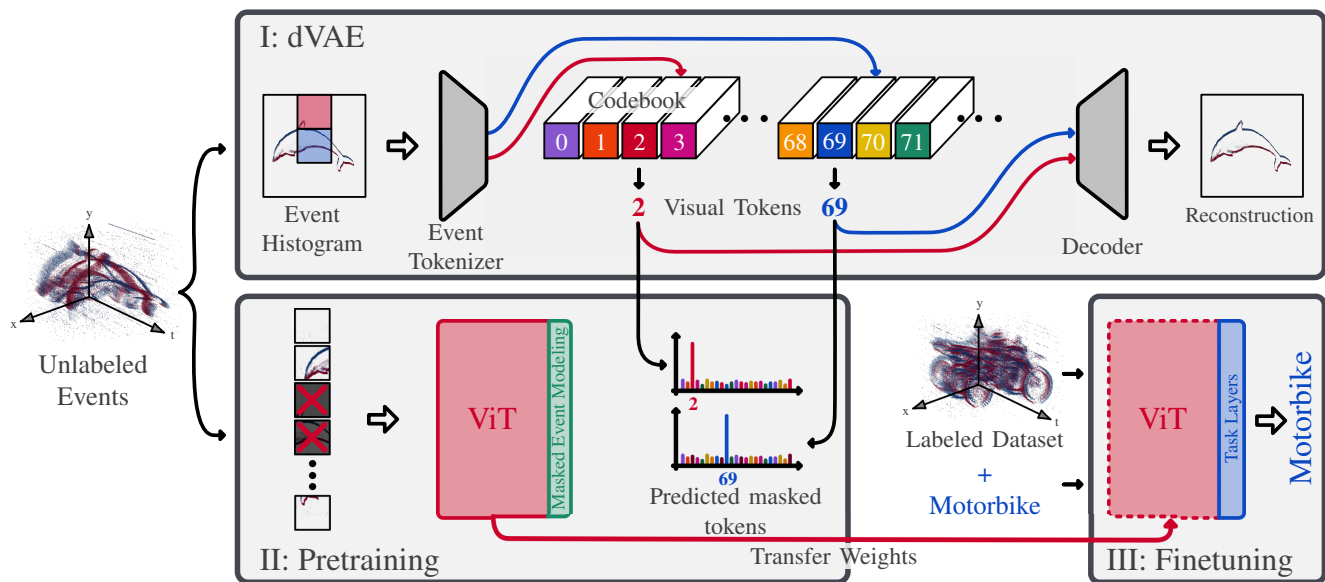 I: dVAE
Event
Histogram
Event
Tokenizer
Codebook
0 1 2 3
68 69 70 71
2 Visual Tokens 69
Decoder
Reconstruction
y
x
t
Unlabeled
Events
ViT
Masked Event Modeling
2
69
Predicted masked
tokens
II: Pretraining
Transfer Weights
y
x
t
Labeled Dataset
+
Motorbike
ViT
Task Layers
Motorbike
III: Finetuning